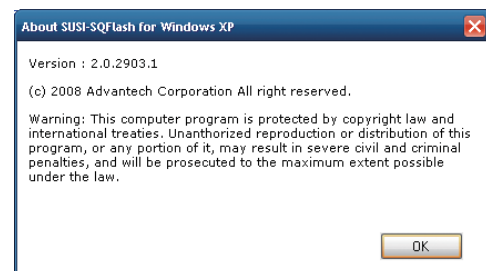 About SUSI-SQFlash for Windows XP
Version : 2.0.2903.1
(c) 2008 Advantech Corporation All right reserved.
Warning: This computer program is protected by copyright law and
international treaties. Unanthorized reproduction or distribution of this
program, or any portion of it, may result in severe civil and criminal
penalties, and will be prosecuted to the maximum extent possible
under the law.
OK